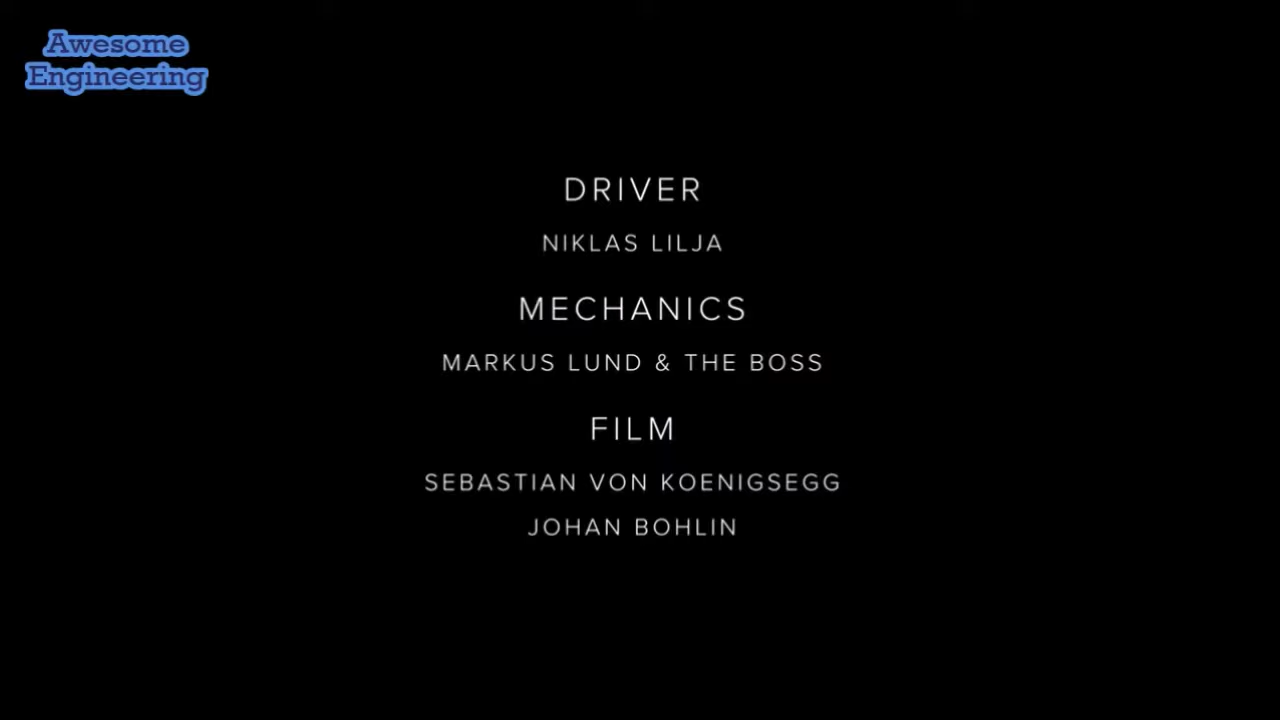 Awesome
Engineering
DRIVER
NIKLAS LILJA
MECHANICS
MARKUS LUND & THE BOSS
FILM
SEBASTIAN VON KOENIGSEGG
JOHAN BOHLIN